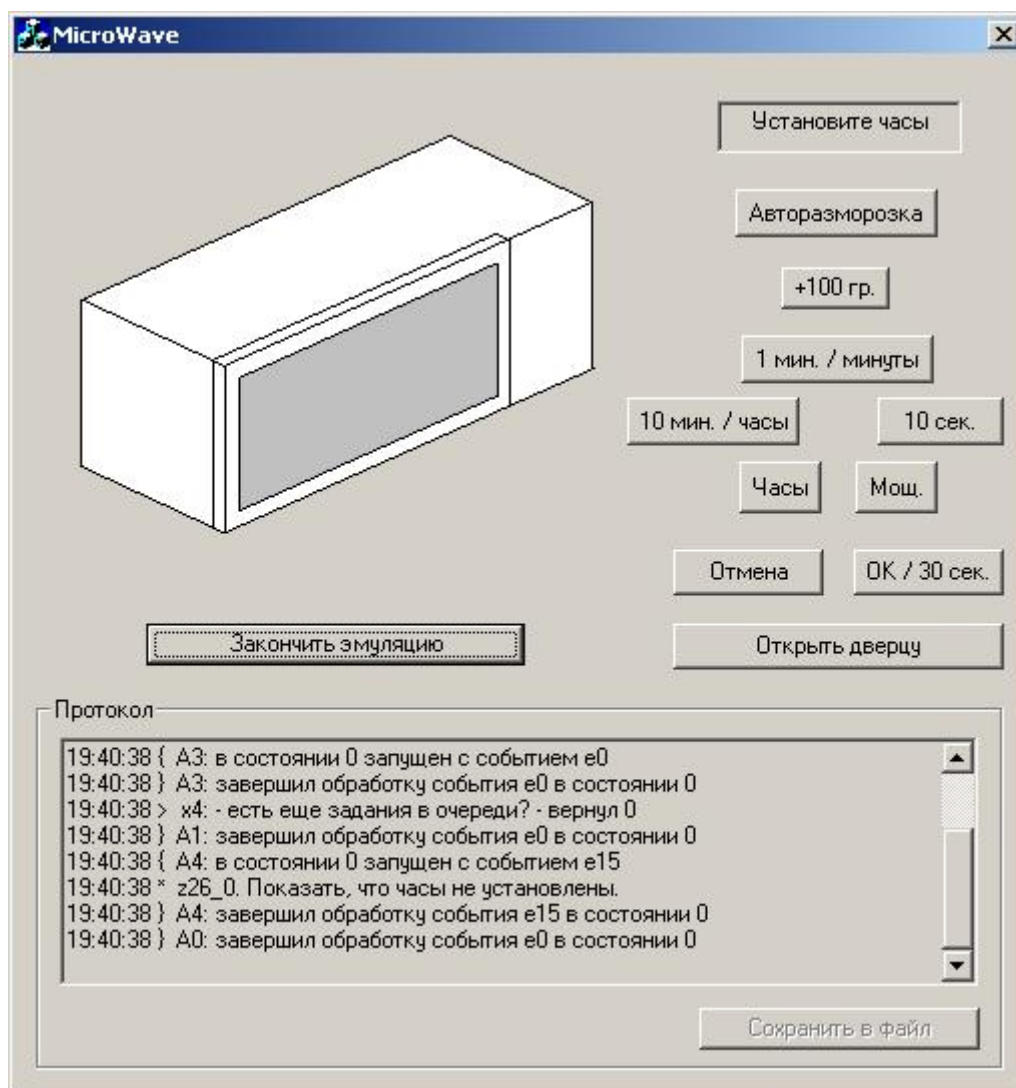 MicroWave
Установите часы
Авторазморозка
+100 гр.
1 мин. / минуты
10 мин. / часы
10 сек.
Часы
Мощ.
Отмена
ОК / 30 сек.
Закончить эмуляцию
Открыть дверцу
Протокол
19:40:38 { A3: в состоянии 0 запущен с событием e0
19:40:38 } A3: завершил обработку события e0 в состоянии 0
19:40:38 > x4: - есть еще задания в очереди? - вернул 0
19:40:38 } A1: завершил обработку события e0 в состоянии 0
19:40:38 { A4: в состоянии 0 запущен с событием e15
19:40:38 * z26_0. Показать, что часы не установлены.
19:40:38 } A4: завершил обработку события e15 в состоянии 0
19:40:38 } A0: завершил обработку события e0 в состоянии 0
Сохранить в файл